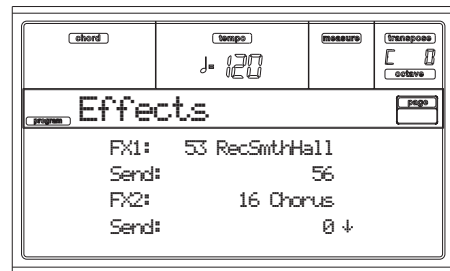 chord tempo measure transpose
♩= 120 C 0
octave
program Effects page
FX1: 53 RecSmthHall
Send: 56
FX2: 16 Chorus
Send: 0 ↓